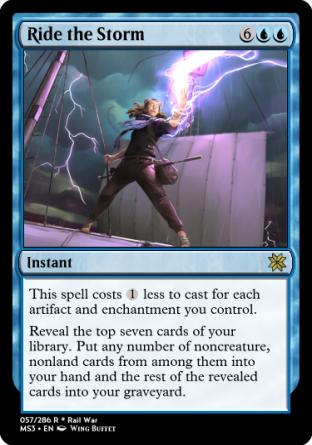 Ride the Storm 6
Instant
This spell costs 1 less to cast for each
artifact and enchantment you control.
Reveal the top seven cards of your
library. Put any number of noncreature,
nonland cards from among them into
your hand and the rest of the revealed
cards into your graveyard.
057/286 R * Rail War
MS3 • EN Wing Buffet